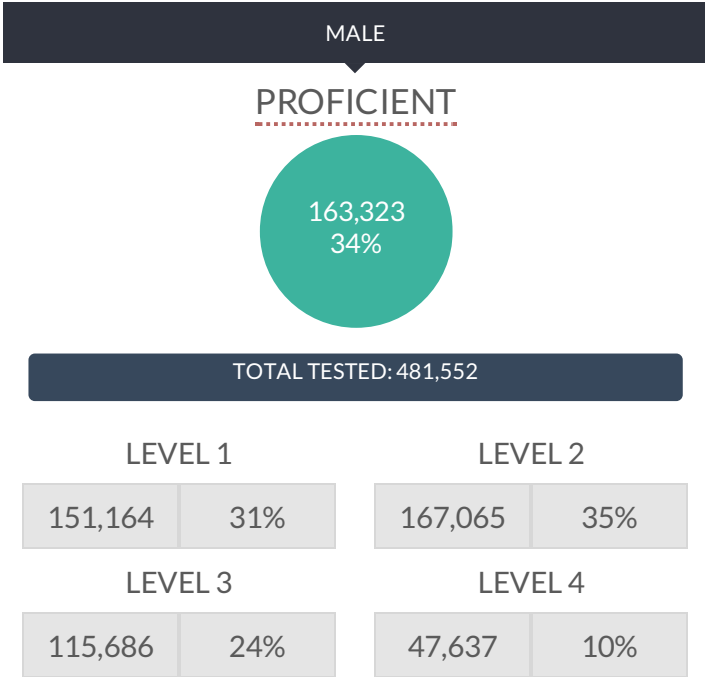 MALE
PROFICIENT
163,323
34%
TOTAL TESTED: 481,552
LEVEL 1
151,164 31%
LEVEL 2
167,065 35%
LEVEL 3
115,686 24%
LEVEL 4
47,637 10%